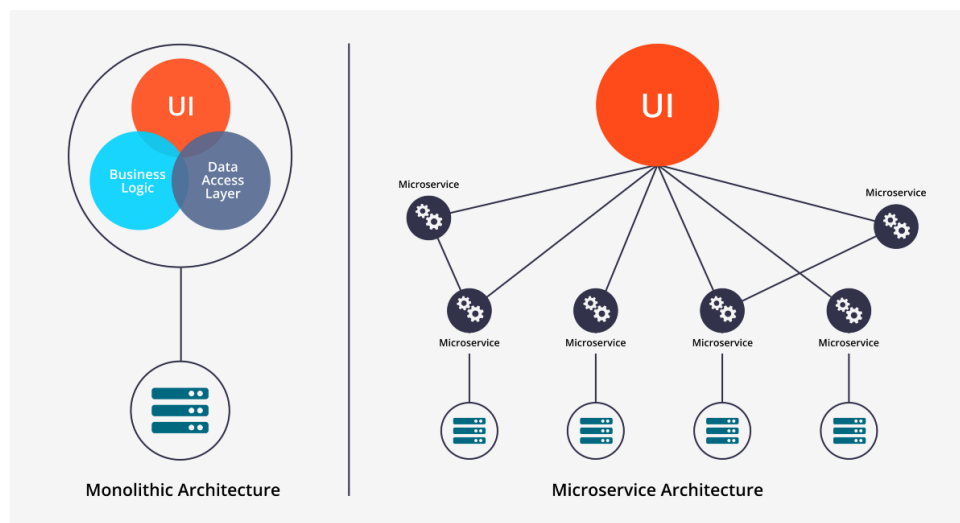 UI
Business
Logic
Data
Access
Layer
Monolithic Architecture
UI
Microservice
Microservice
Microservice
Microservice
Microservice
Microservice
Microservice Architecture